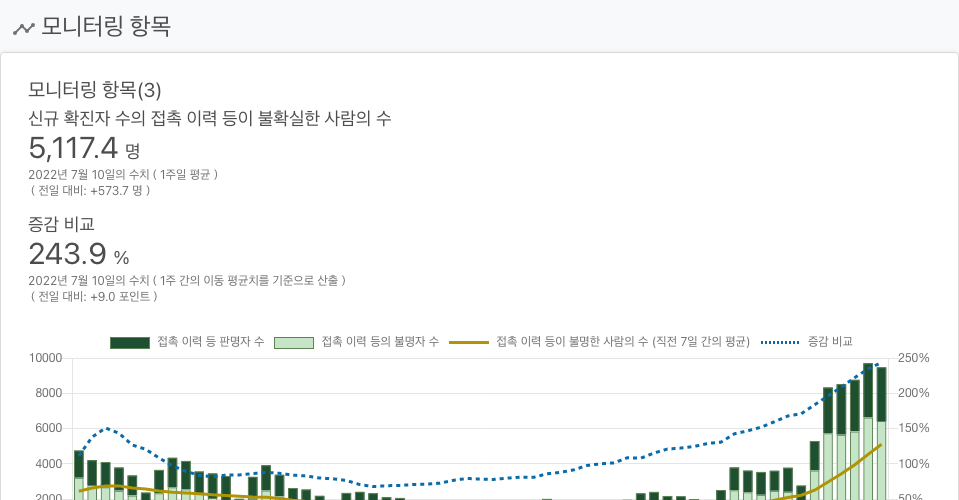 모니터링 항목
모니터링 항목(3)
신규 확진자 수의 접촉 이력 등이 불확실한 사람의 수
5,117.4 명
2022년 7월 10일의 수치 ( 1주일 평균 )
( 전일 대비: +573.7 명 )
증감 비교
243.9 %
2022년 7월 10일의 수치 ( 1주 간의 이동 평균치를 기준으로 산출 )
( 전일 대비: +9.0 포인트 )
접촉 이력 등 판명자 수 접촉 이력 등의 불명자 수 접촉 이력 등이 불명한 사람의 수 (직전 7일 간의 평균) 증감 비교
10000 250%
8000 200%
6000 150%
4000 100%
2000 50%